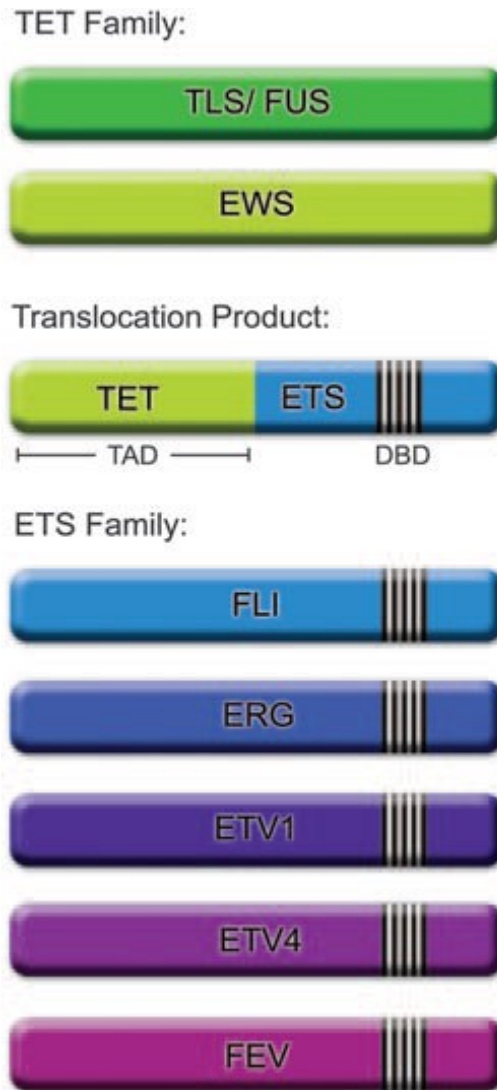 TET Family:
TLS/ FUS
EWS
Translocation Product:
TET ETS
TAD DBD
ETS Family:
FLI
ERG
ETV1
ETV4
FEV